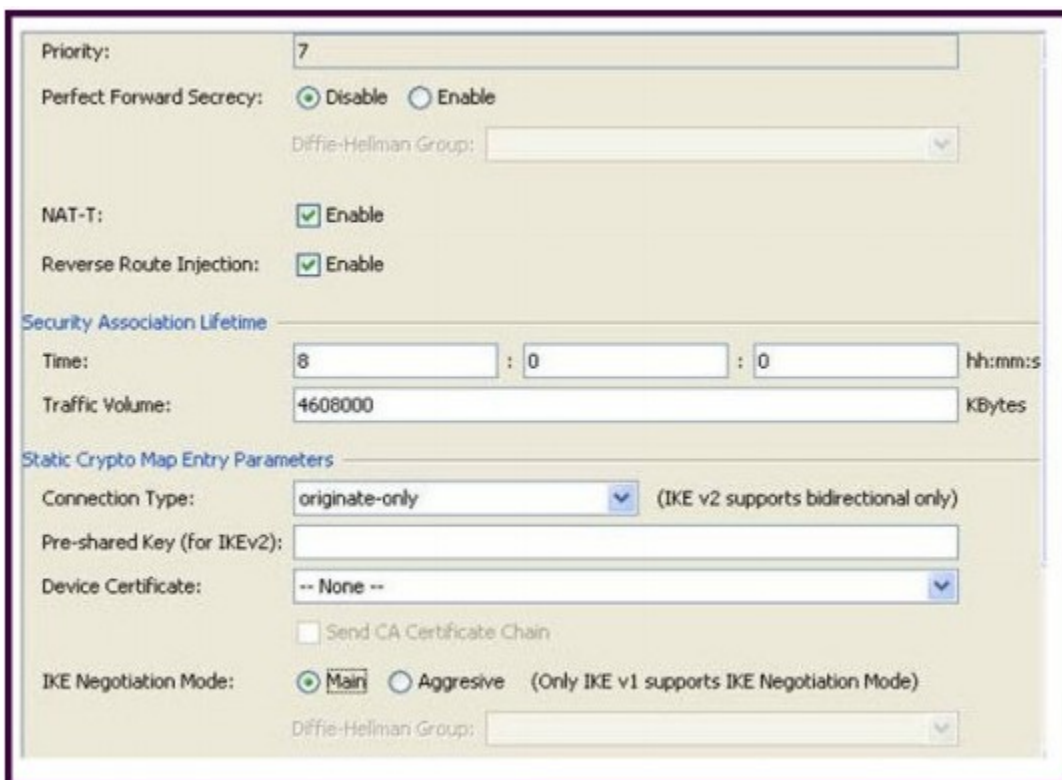 Priority: 7
Perfect Forward Secrecy: Disable Enable
Diffie-Hellman Group:
NAT-T: Enable
Reverse Route Injection: Enable
Security Association Lifetime
Time: 8 : 0 : 0 hh:mm:s
Traffic Volume: 4608000 KBytes
Static Crypto Map Entry Parameters
Connection Type: originate-only (IKE v2 supports bidirectional only)
Pre-shared Key (for IKEv2):
Device Certificate: -- None --
Send CA Certificate Chain
IKE Negotiation Mode: Main Aggresive (Only IKE v1 supports IKE Negotiation Mode)
Diffie-Hellman Group: